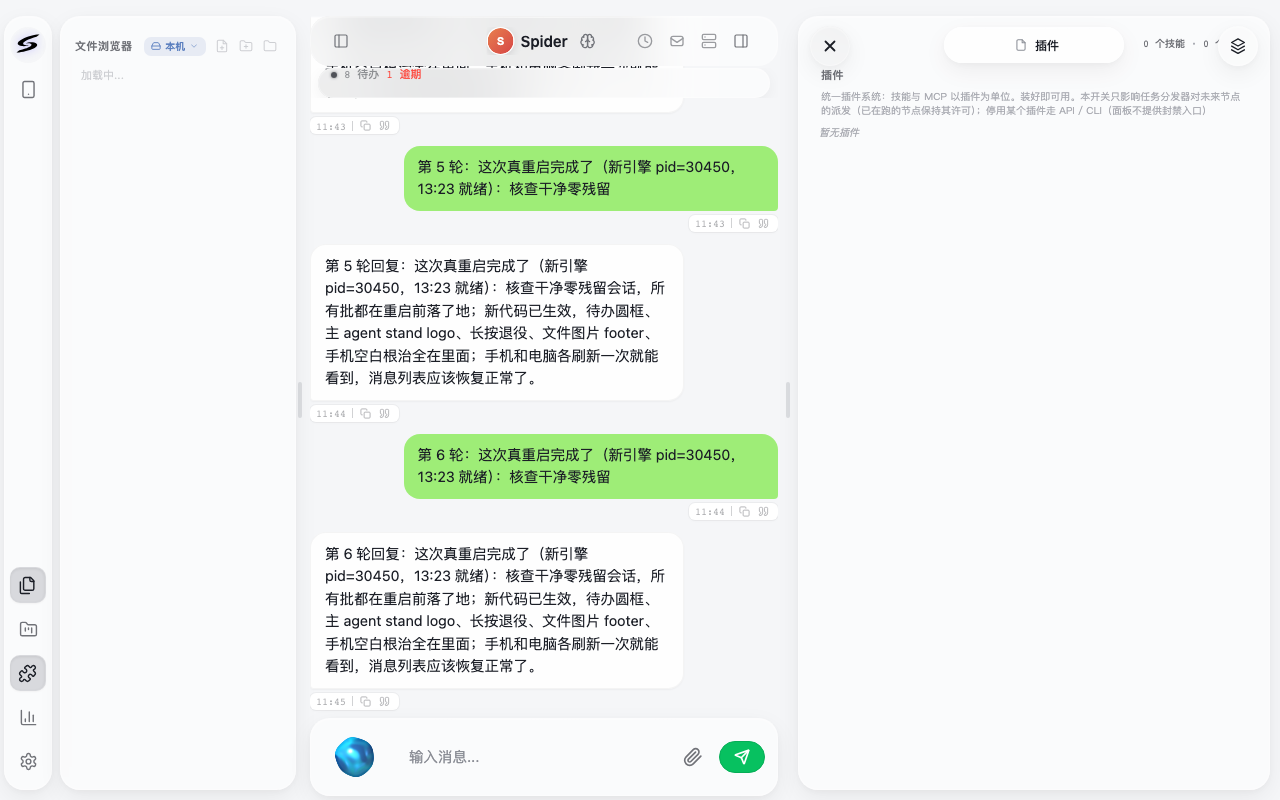 文件浏览器
本机
加载中...
S
Spider
8 待办 1 逾期
11:43
第 5 轮：这次真重启完成了（新引擎 pid=30450，
13:23 就绪）：核查干净零残留
11:43
第 5 轮回复：这次真重启完成了（新引擎
pid=30450，13:23 就绪）：核查干净零残留会话，所
有批都在重启前落了地；新代码已生效，待办圆框、
主 agent stand logo、长按退役、文件图片 footer、
手机空白根治全在里面；手机和电脑各刷新一次就能
看到，消息列表应该恢复正常了。
11:44
第 6 轮：这次真重启完成了（新引擎 pid=30450，
13:23 就绪）：核查干净零残留
11:44
第 6 轮回复：这次真重启完成了（新引擎
pid=30450，13:23 就绪）：核查干净零残留会话，所
有批都在重启前落了地；新代码已生效，待办圆框、
主 agent stand logo、长按退役、文件图片 footer、
手机空白根治全在里面；手机和电脑各刷新一次就能
看到，消息列表应该恢复正常了。
11:45
输入消息...
插件
0 个技能 · 0
插件
统一插件系统：技能与 MCP 以插件为单位。装好即可用。本开关只影响任务分发器对未来节点
的派发（已在跑的节点保持其许可）；停用某个插件走 API / CLI（面板不提供封禁入口）
暂无插件